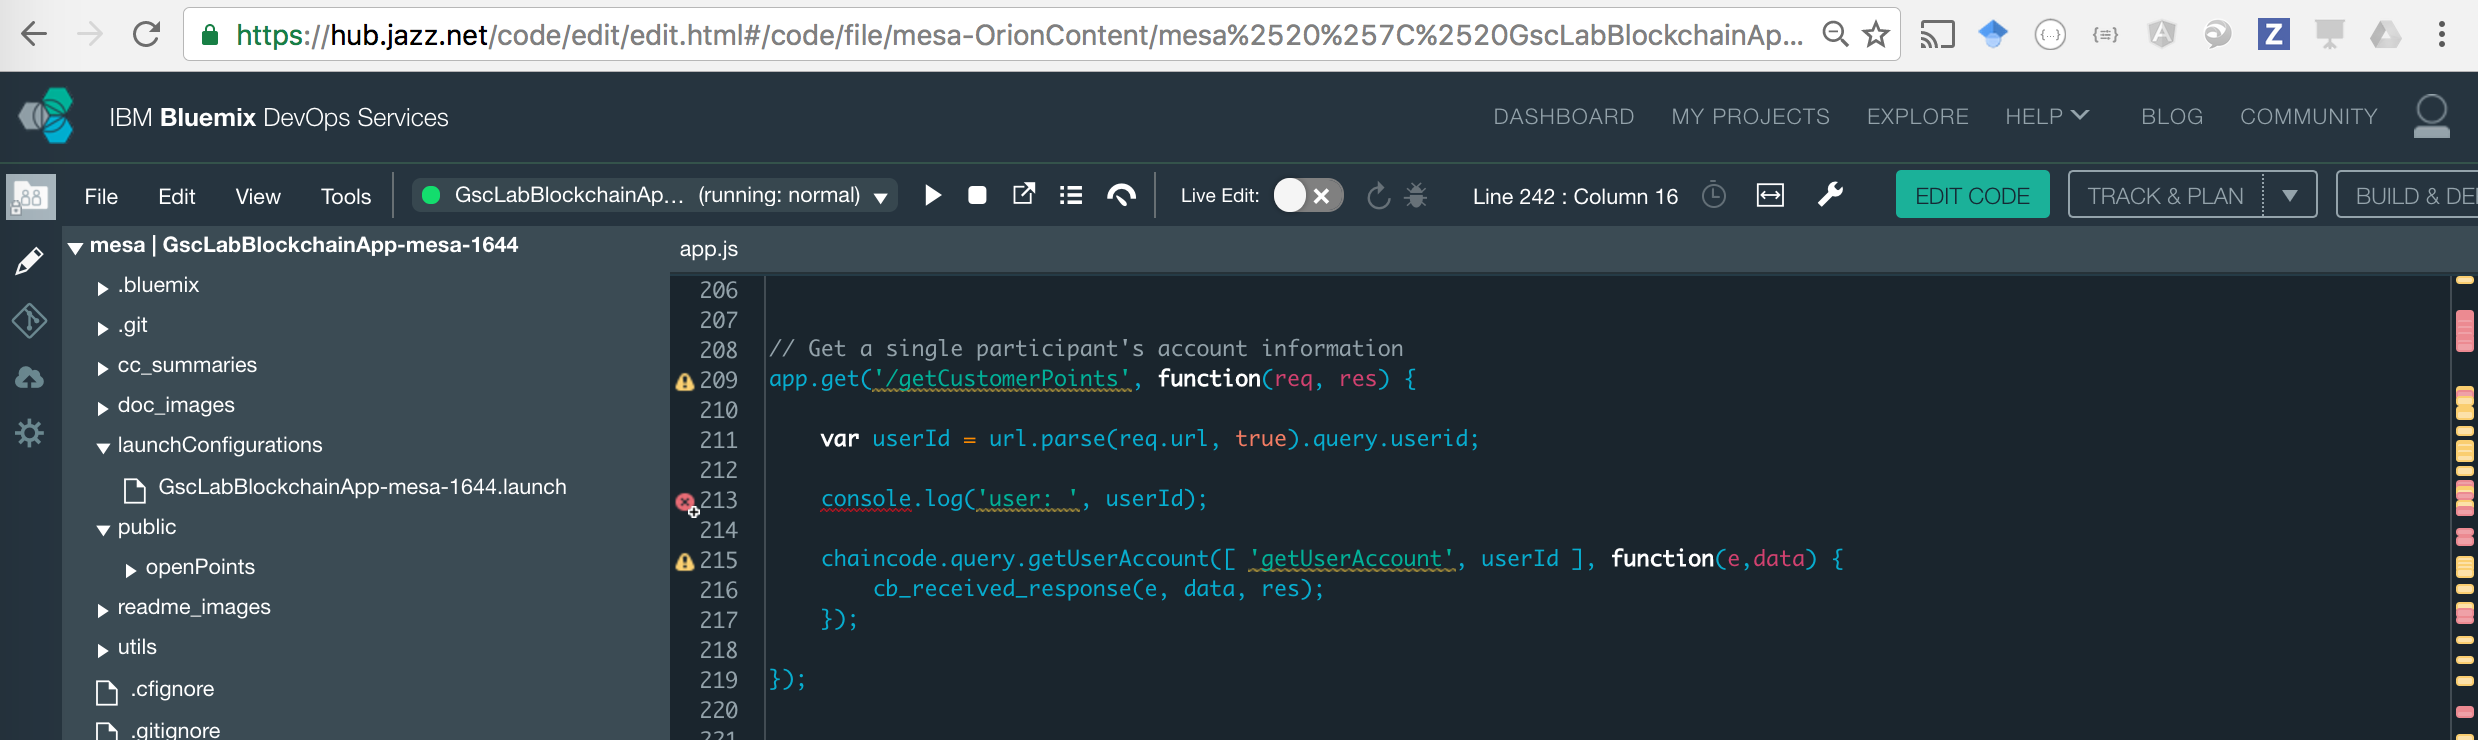 https://hub.jazz.net/code/edit/edit.html#/code/file/mesa-OrionContent/mesa%2520%257C%2520GscLabBlockchainAp...
IBM Bluemix DevOps Services
DASHBOARD MY PROJECTS EXPLORE HELP BLOG COMMUNITY
File Edit View Tools GscLabBlockchainAp... (running: normal) Live Edit: Line 242 : Column 16 EDIT CODE TRACK & PLAN BUILD & DE
mesa | GscLabBlockchainApp-mesa-1644
.bluemix
.git
cc_summaries
doc_images
launchConfigurations
GscLabBlockchainApp-mesa-1644.launch
public
openPoints
readme_images
utils
.cfignore
.gitignore
app.js
206
207
208 // Get a single participant's account information
209 app.get('/getCustomerPoints', function(req, res) {
210
211 var userId = url.parse(req.url, true).query.userid;
212
213 console.log('user: ', userId);
214
215 chaincode.query.getUserAccount([ 'getUserAccount', userId ], function(e,data) {
216 cb_received_response(e, data, res);
217 });
218
219 });
220
221